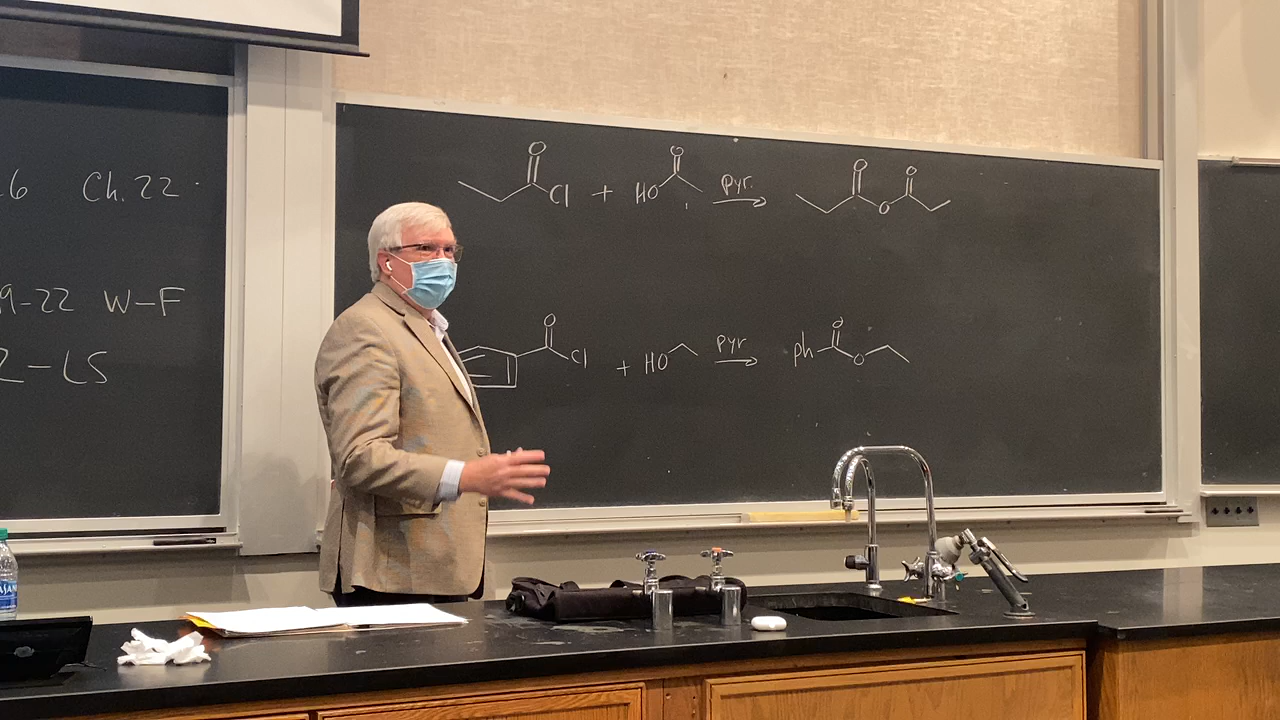 6 Ch. 22
9-22 W-F
2-LS
O
Cl + HO O Pyr. → O O O
O
Cl + HO Pyr → Ph O O